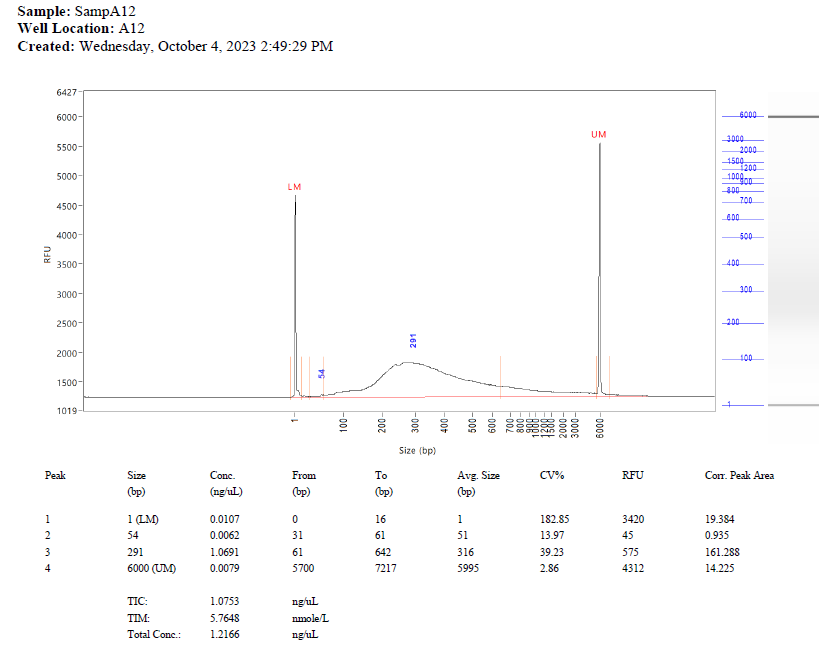 Sample: SampA12
Well Location: A12
Created: Wednesday, October 4, 2023 2:49:29 PM
6427
6000
5500
5000
4500
4000
3500
3000
2500
2000
1500
1019
RFU
LM
54
291
UM
1
100
200
300
400
500
600
700
800
900
1000
1200
1500
2000
3000
6000
Size (bp)
6000
3000
2000
1500
1200
1000
900
800
700
600
500
400
300
200
100
1
Peak Size Conc. From To Avg. Size CV% RFU Corr. Peak Area
(bp) (ng/uL) (bp) (bp) (bp)
1 1 (LM) 0.0107 0 16 1 182.85 3420 19.384
2 54 0.0062 31 61 51 13.97 45 0.935
3 291 1.0691 61 642 316 39.23 575 161.288
4 6000 (UM) 0.0079 5700 7217 5995 2.86 4312 14.225
TIC: 1.0753 ng/uL
TIM: 5.7648 nmole/L
Total Conc.: 1.2166 ng/uL